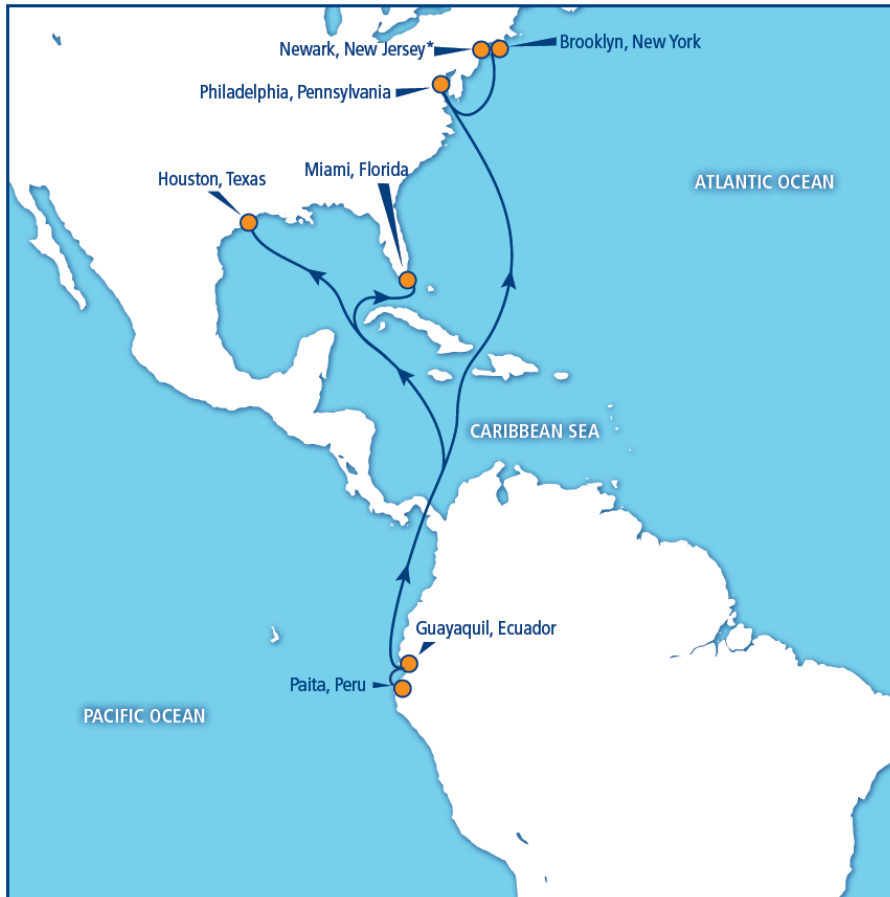 Newark, New Jersey*
Brooklyn, New York
Philadelphia, Pennsylvania
Miami, Florida
Houston, Texas
ATLANTIC OCEAN
CARIBBEAN SEA
Guayaquil, Ecuador
Paita, Peru
PACIFIC OCEAN